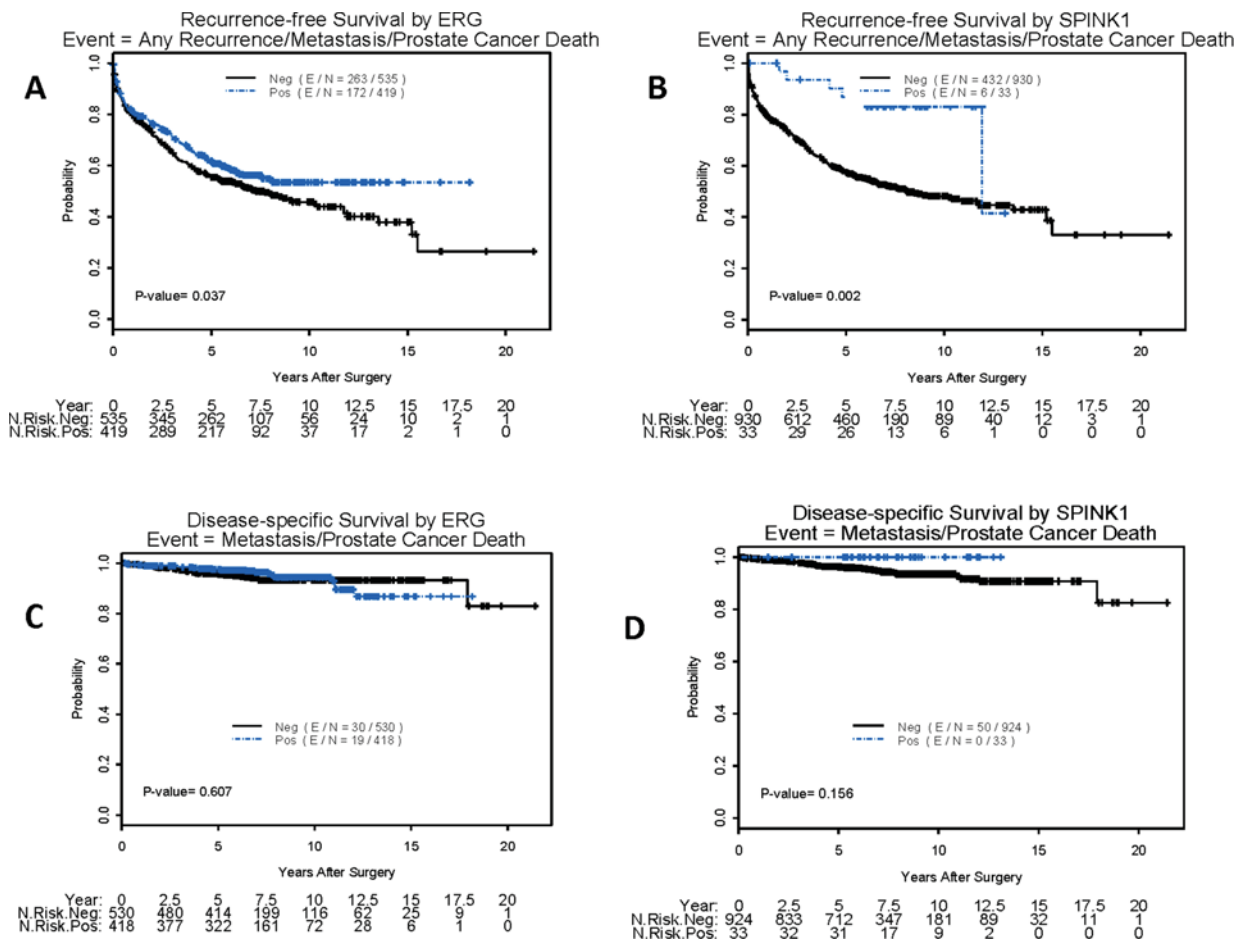 Recurrence-free Survival by ERG
Event = Any Recurrence/Metastasis/Prostate Cancer Death
A
Neg ( E / N = 263 / 535 )
Pos ( E / N = 172 / 419 )
Probability
1.0
0.8
0.6
0.4
0.2
0.0
P-value= 0.037
0 5 10 15 20
Years After Surgery
Year: 0 2.5 5 7.5 10 12.5 15 17.5 20
N.Risk.Neg: 535 345 262 107 56 24 10 2 1
N.Risk.Pos: 419 289 217 92 37 17 2 1 0
Recurrence-free Survival by SPINK1
Event = Any Recurrence/Metastasis/Prostate Cancer Death
B
Neg ( E / N = 432 / 930 )
Pos ( E / N = 6 / 33 )
Probability
1.0
0.8
0.6
0.4
0.2
0.0
P-value= 0.002
0 5 10 15 20
Years After Surgery
Year: 0 2.5 5 7.5 10 12.5 15 17.5 20
N.Risk.Neg: 930 612 460 190 89 40 12 3 1
N.Risk.Pos: 33 29 26 13 6 1 0 0 0
Disease-specific Survival by ERG
Event = Metastasis/Prostate Cancer Death
C
Probability
1.0
0.8
0.6
0.4
0.2
0.0
Neg ( E / N = 30 / 530 )
Pos ( E / N = 19 / 418 )
P-value= 0.607
0 5 10 15 20
Years After Surgery
Year: 0 2.5 5 7.5 10 12.5 15 17.5 20
N.Risk.Neg: 530 480 414 199 116 62 25 9 1
N.Risk.Pos: 418 377 322 161 72 28 6 1 0
Disease-specific Survival by SPINK1
Event = Metastasis/Prostate Cancer Death
D
Probability
1.0
0.8
0.6
0.4
0.2
0.0
Neg ( E / N = 50 / 924 )
Pos ( E / N = 0 / 33 )
P-value= 0.156
0 5 10 15 20
Years After Surgery
Year: 0 2.5 5 7.5 10 12.5 15 17.5 20
N.Risk.Neg: 924 833 712 347 181 89 32 11 1
N.Risk.Pos: 33 32 31 17 9 2 0 0 0